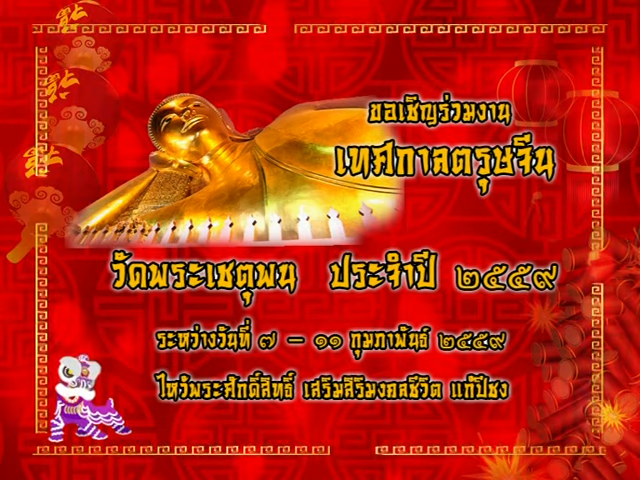 ขอเชิญร่วมงาน
เทศกาลตรุษจีน
วัดพระเชตุพน ประจำปี ๒๕๕๙
ระหว่างวันที่ ๗ - ๑๑ กุมภาพันธ์ ๒๕๕๙
ไหว้พระศักดิ์สิทธิ์ เสริมสิริมงคลชีวิต แก้ปีชง